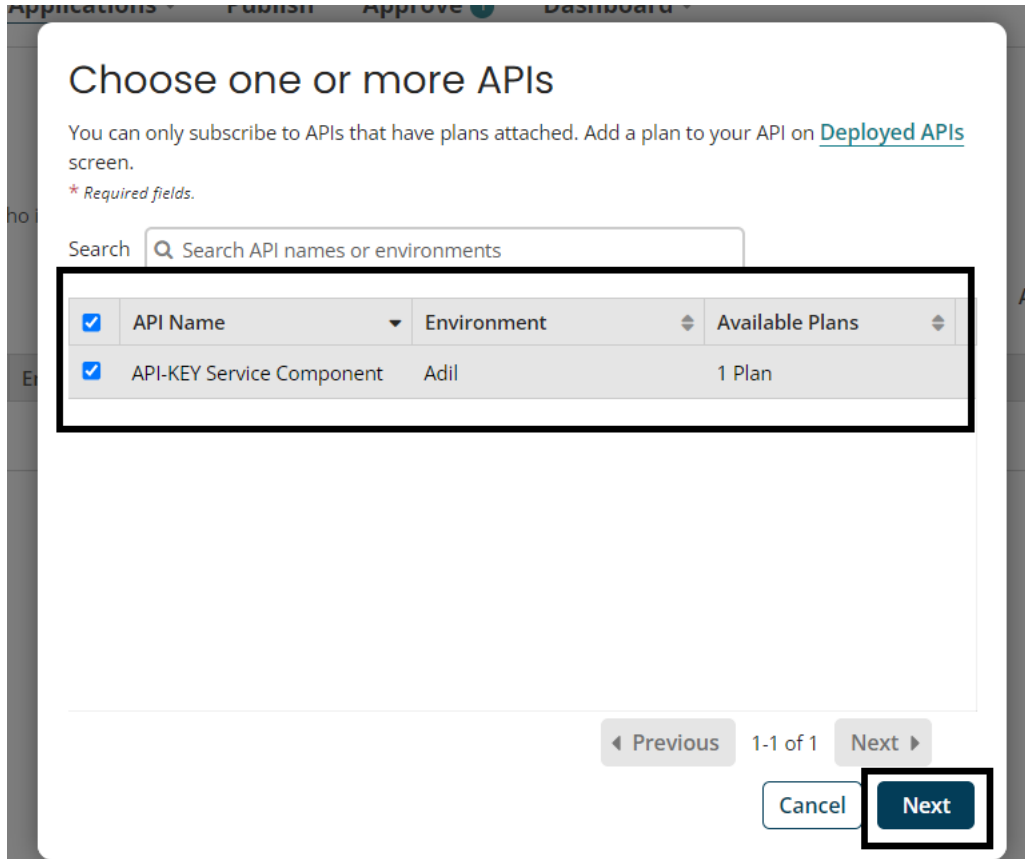 Applications Publish Approve Dashboard
Choose one or more APIs
You can only subscribe to APIs that have plans attached. Add a plan to your API on Deployed APIs
screen.
* Required fields.
Search Search API names or environments
API Name Environment Available Plans
API-KEY Service Component Adil 1 Plan
Previous 1-1 of 1 Next
Cancel Next